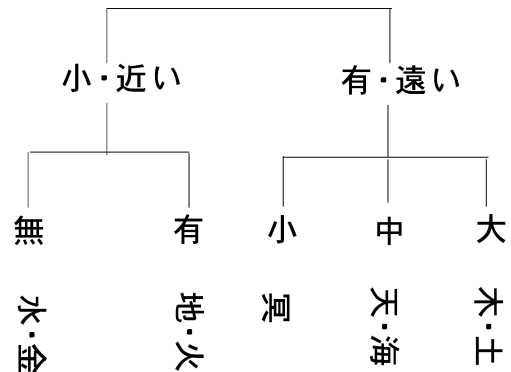 小・近い
有・遠い
無
有
小
中
大
水・金
地・火
冥
天・海
木・土